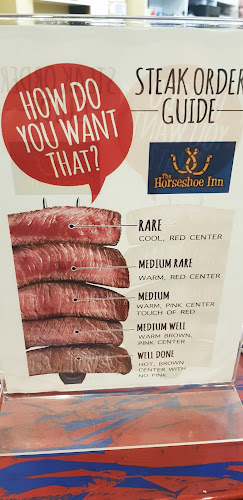 HOW DO
YOU WANT
THAT?
STEAK ORDER
GUIDE
The
Horseshoe Inn
RARE
COOL, RED CENTER
MEDIUM RARE
WARM, RED CENTER
MEDIUM
WARM, PINK CENTER
TOUCH OF RED
MEDIUM WELL
WARM BROWN,
PINK CENTER
WELL DONE
HOT, BROWN
CENTER WITH
NO PINK